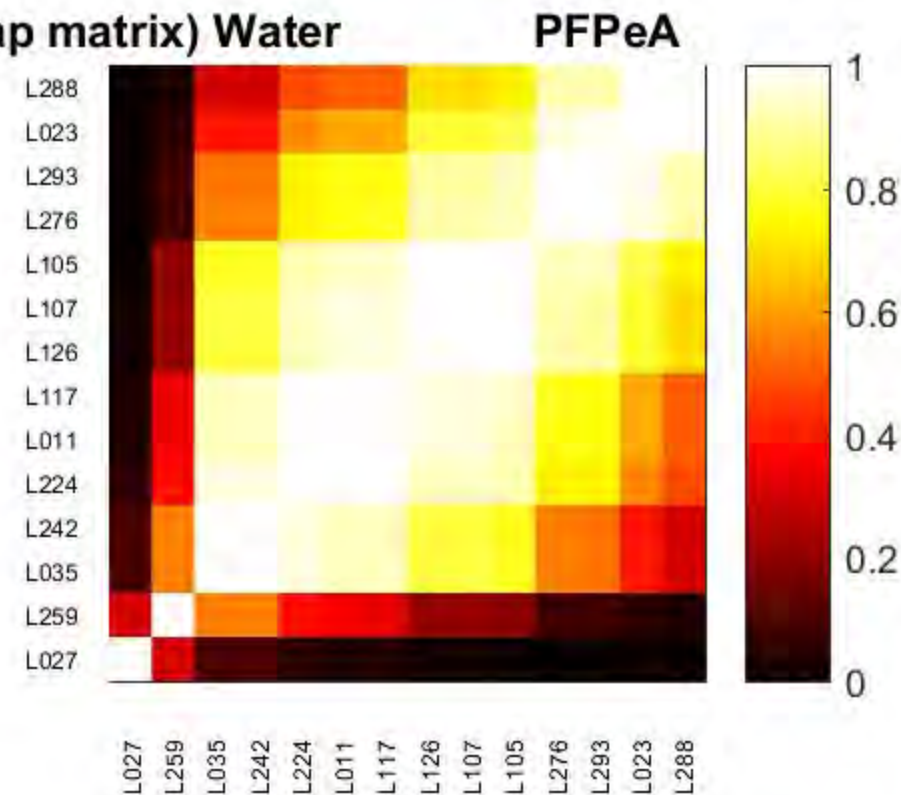 ap matrix) Water PFPeA
L288
L023
L293
L276
L105
L107
L126
L117
L011
L224
L242
L035
L259
L027
L027 L259 L035 L242 L224 L011 L117 L126 L107 L105 L276 L293 L023 L288
1
0.8
0.6
0.4
0.2
0